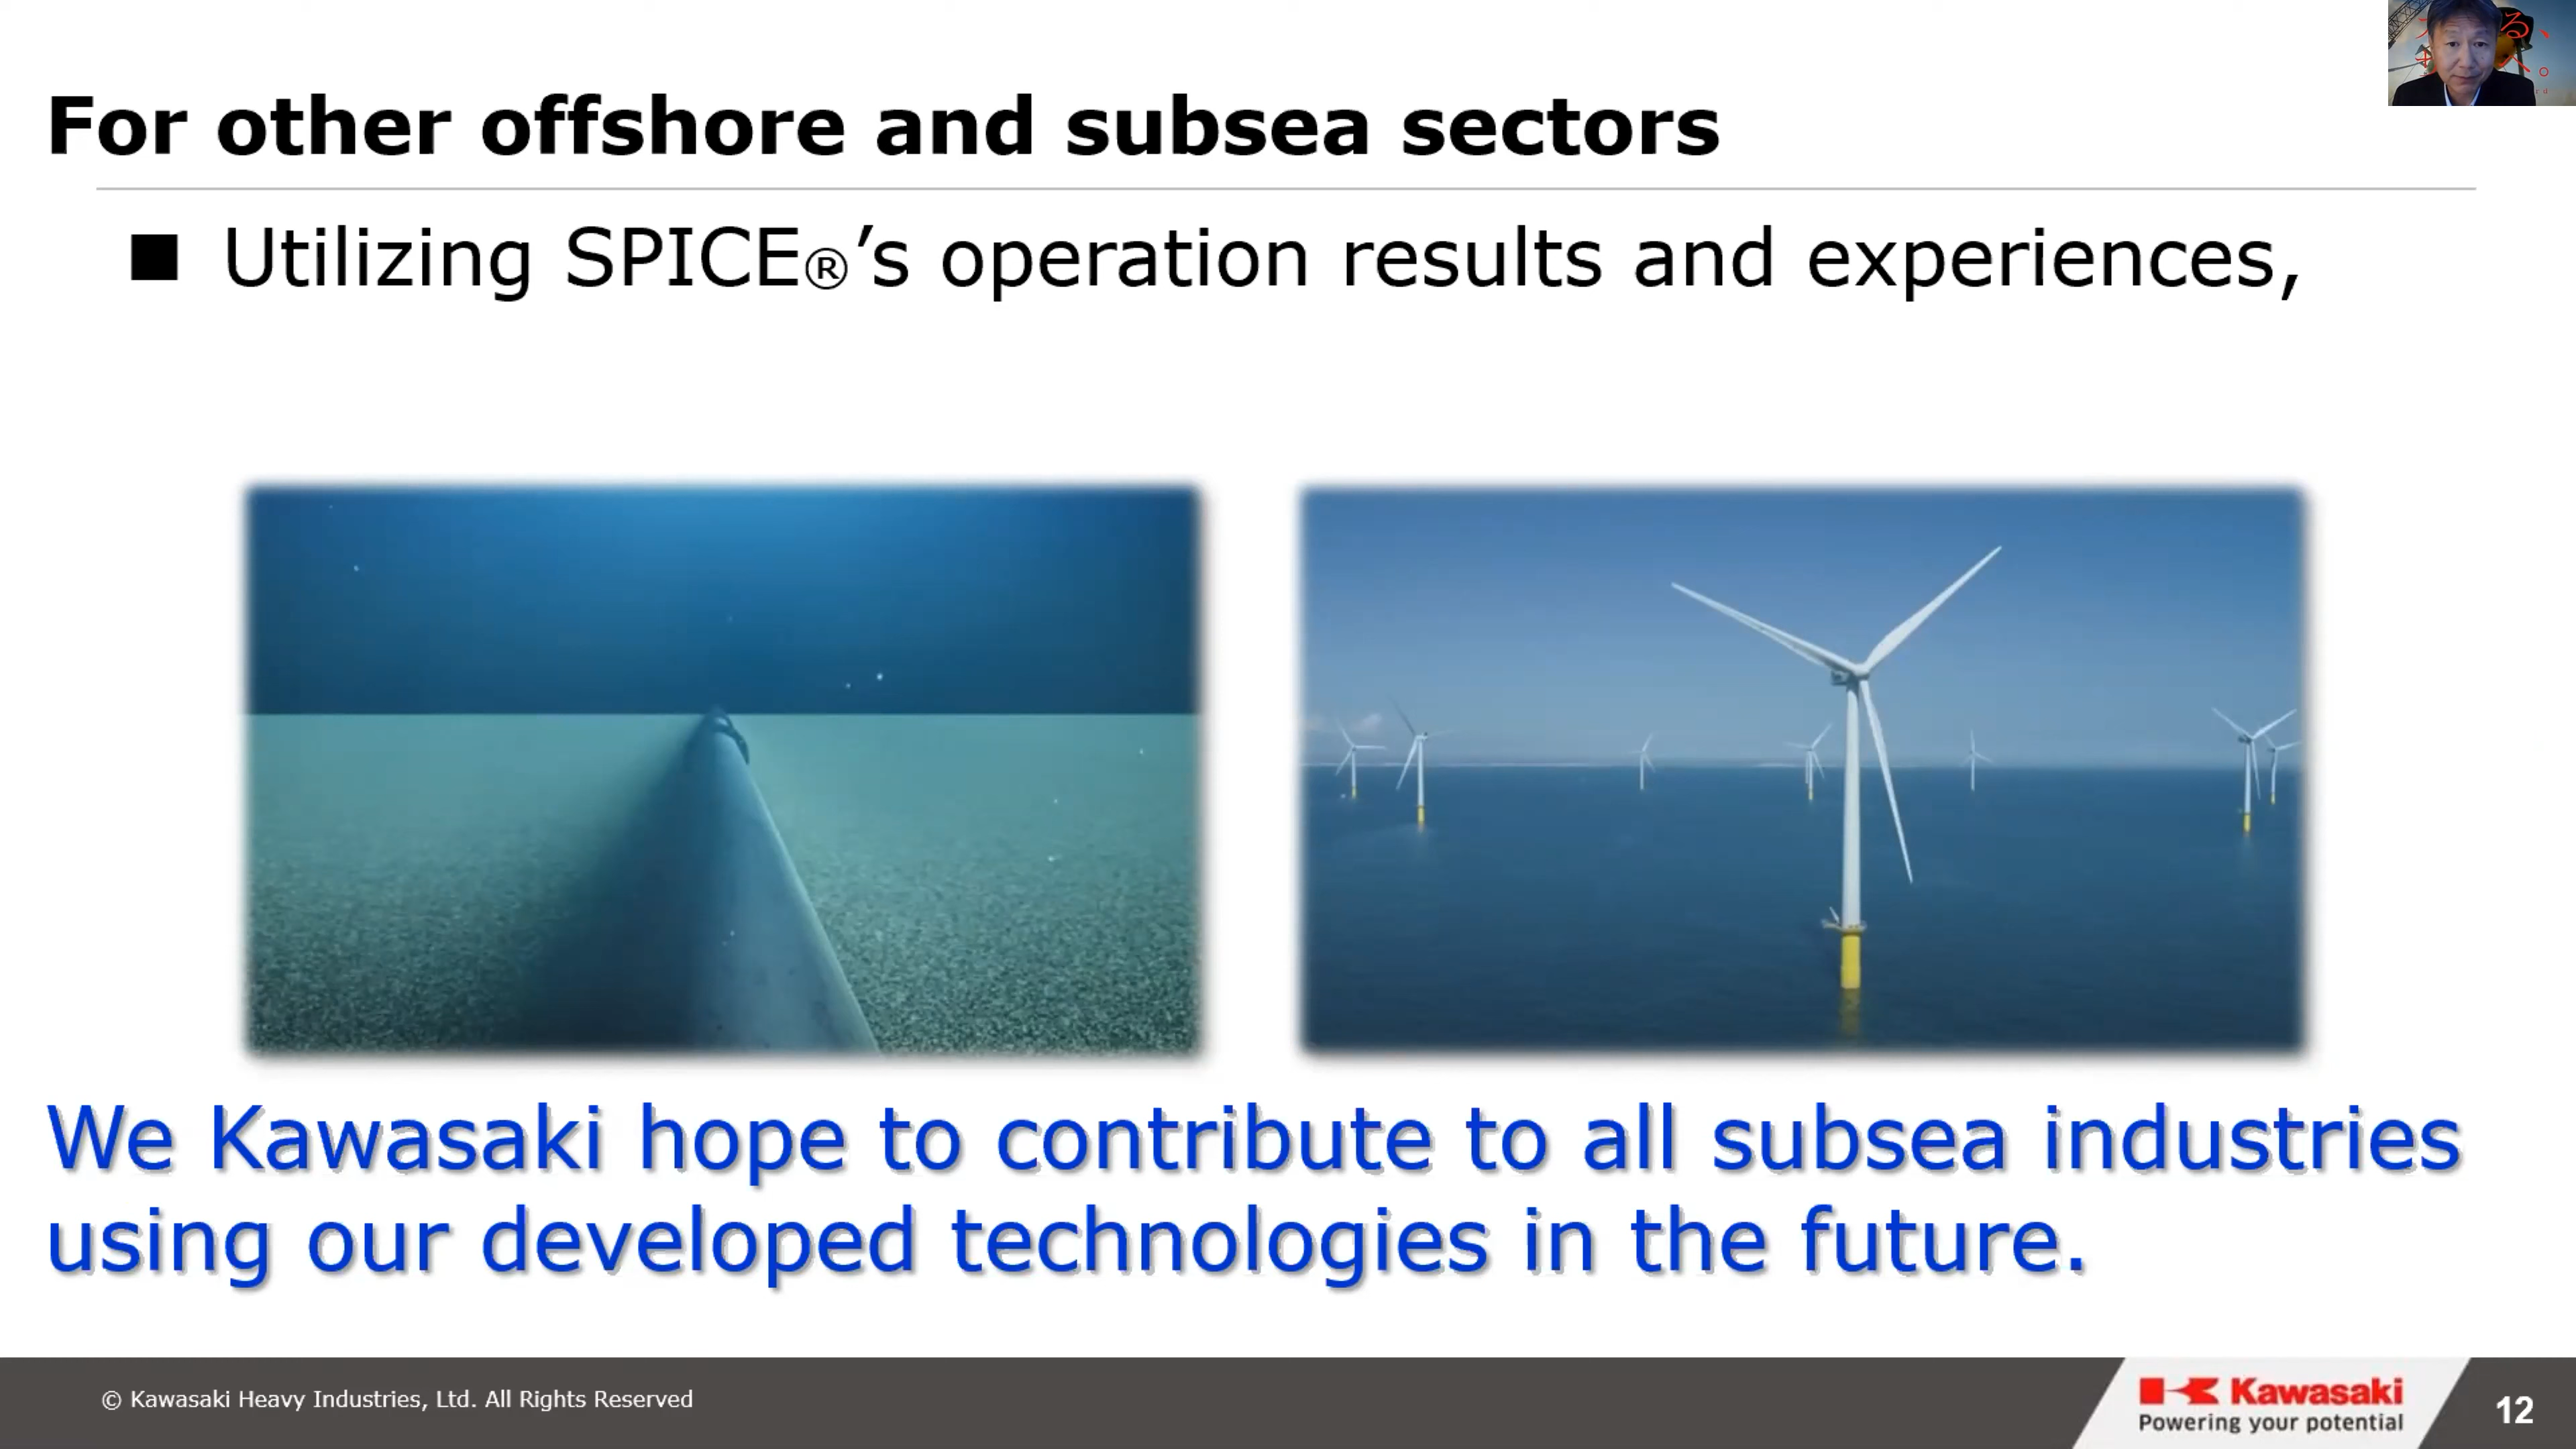 For other offshore and subsea sectors
■ Utilizing SPICE®’s operation results and experiences,
We Kawasaki hope to contribute to all subsea industries
using our developed technologies in the future.
© Kawasaki Heavy Industries, Ltd. All Rights Reserved
Kawasaki
Powering your potential
12